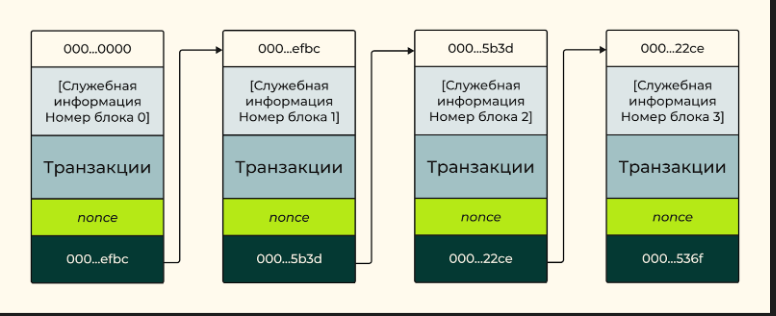 000...0000
[Служебная
информация
Номер блока 0]
Транзакции
nonce
000...efbc
000...efbc
[Служебная
информация
Номер блока 1]
Транзакции
nonce
000...5b3d
000...5b3d
[Служебная
информация
Номер блока 2]
Транзакции
nonce
000...22ce
000...22ce
[Служебная
информация
Номер блока 3]
Транзакции
nonce
000...536f